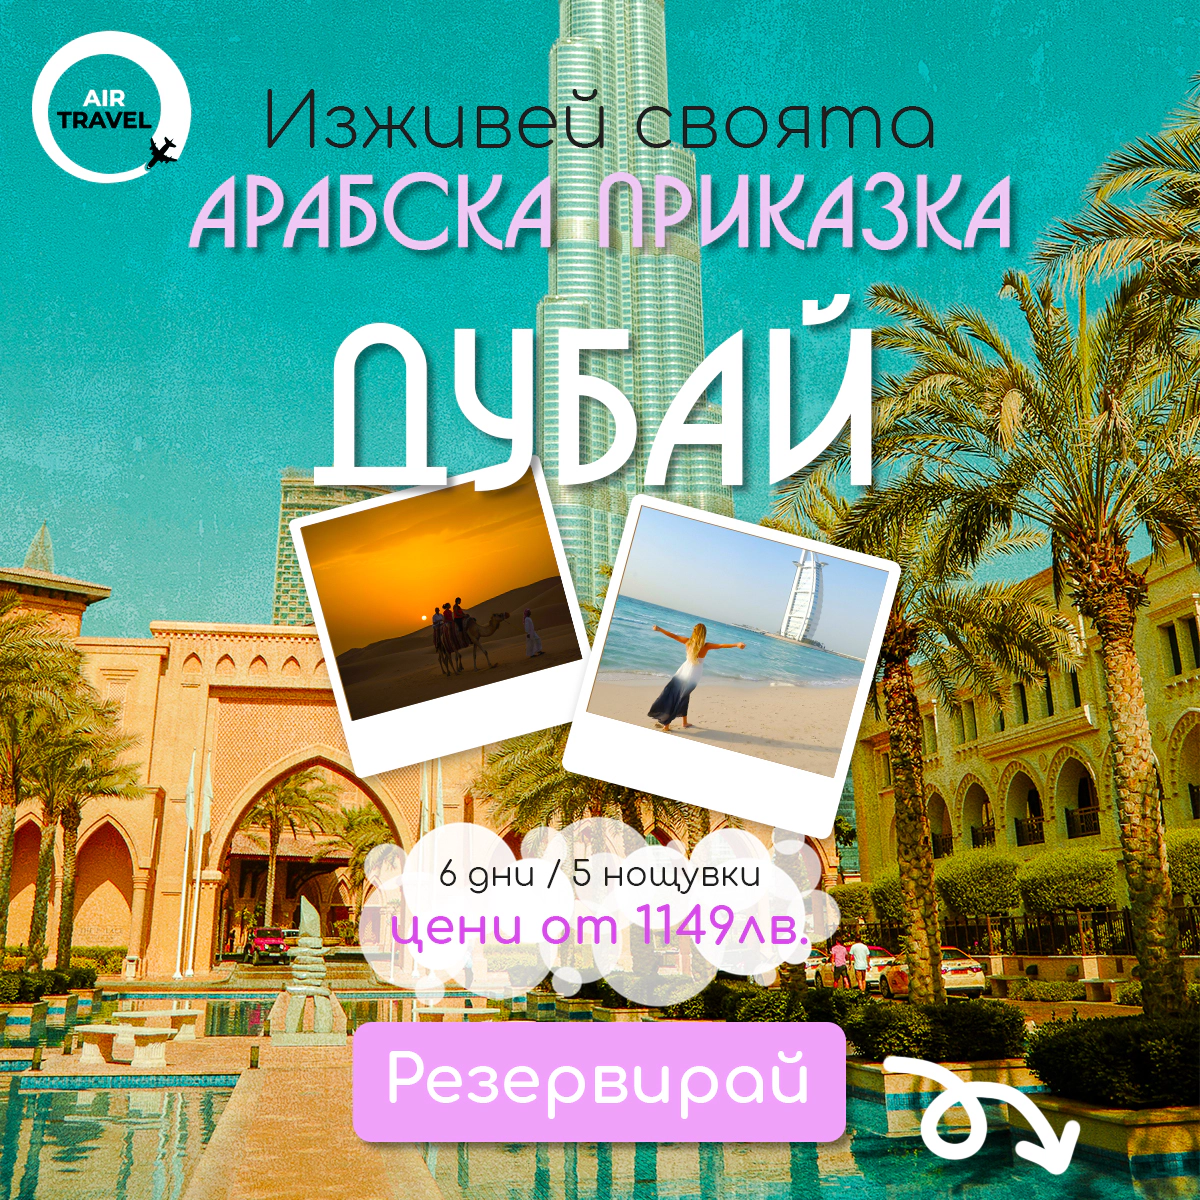 AIR
TRAVEL
Изживей своята
АРАБСКА ПРИКАЗКА
ДУБАЙ
6 дни / 5 нощувки
цени от 1149лв.
Резервирай